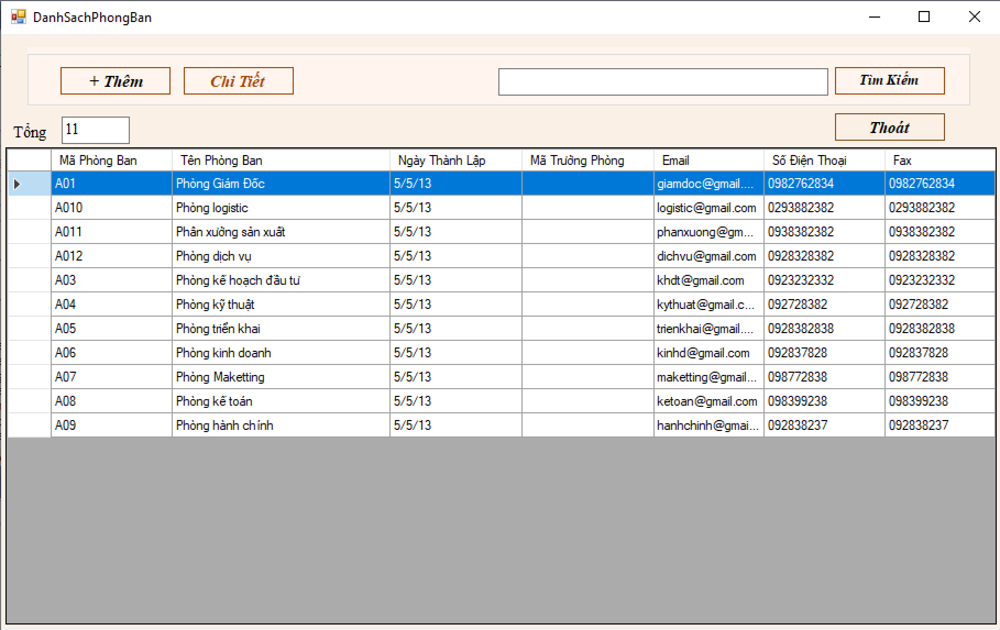 DanhSachPhongBan
+ Thêm Chi Tiết Tìm Kiếm
Tổng 11 Thoát
Mã Phòng Ban Tên Phòng Ban Ngày Thành Lập Mã Trưởng Phòng Email Số Điện Thoại Fax
A01 Phòng Giám Đốc 5/5/13 giamdoc@gmail.... 0982762834 0982762834
A010 Phòng logistic 5/5/13 logistic@gmail.com 0293882382 0293882382
A011 Phân xưởng sản xuất 5/5/13 phanxuong@gm... 0938382382 0938382382
A012 Phòng dịch vụ 5/5/13 dichvu@gmail.com 0928328382 0928328382
A03 Phòng kế hoạch đầu tư 5/5/13 khdt@gmail.com 0923232332 0923232332
A04 Phòng kỹ thuật 5/5/13 kythuat@gmail.c... 092728382 092728382
A05 Phòng triển khai 5/5/13 trienkhai@gmail.... 0928382838 0928382838
A06 Phòng kinh doanh 5/5/13 kinhd@gmail.com 092837828 092837828
A07 Phòng Maketting 5/5/13 maketting@gmail... 098772838 098772838
A08 Phòng kế toán 5/5/13 ketoan@gmail.com 098399238 098399238
A09 Phòng hành chính 5/5/13 hanhchinh@gmai... 092838237 092838237